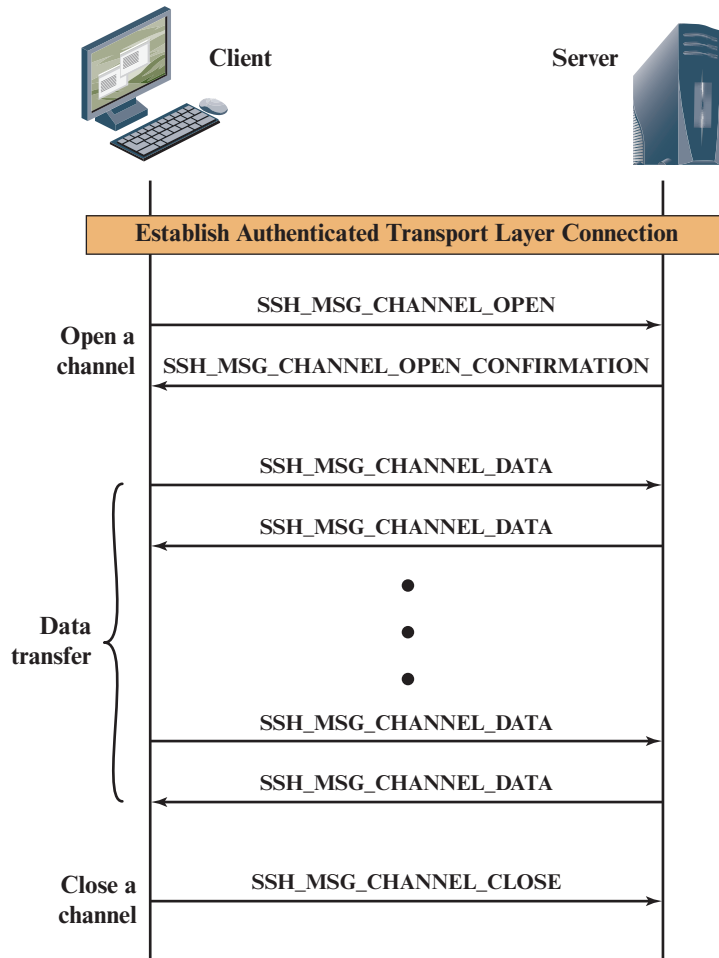 Client
Server
Establish Authenticated Transport Layer Connection
SSH_MSG_CHANNEL_OPEN
Open a
channel
SSH_MSG_CHANNEL_OPEN_CONFIRMATION
SSH_MSG_CHANNEL_DATA
SSH_MSG_CHANNEL_DATA
Data
transfer
SSH_MSG_CHANNEL_DATA
SSH_MSG_CHANNEL_DATA
Close a
channel
SSH_MSG_CHANNEL_CLOSE